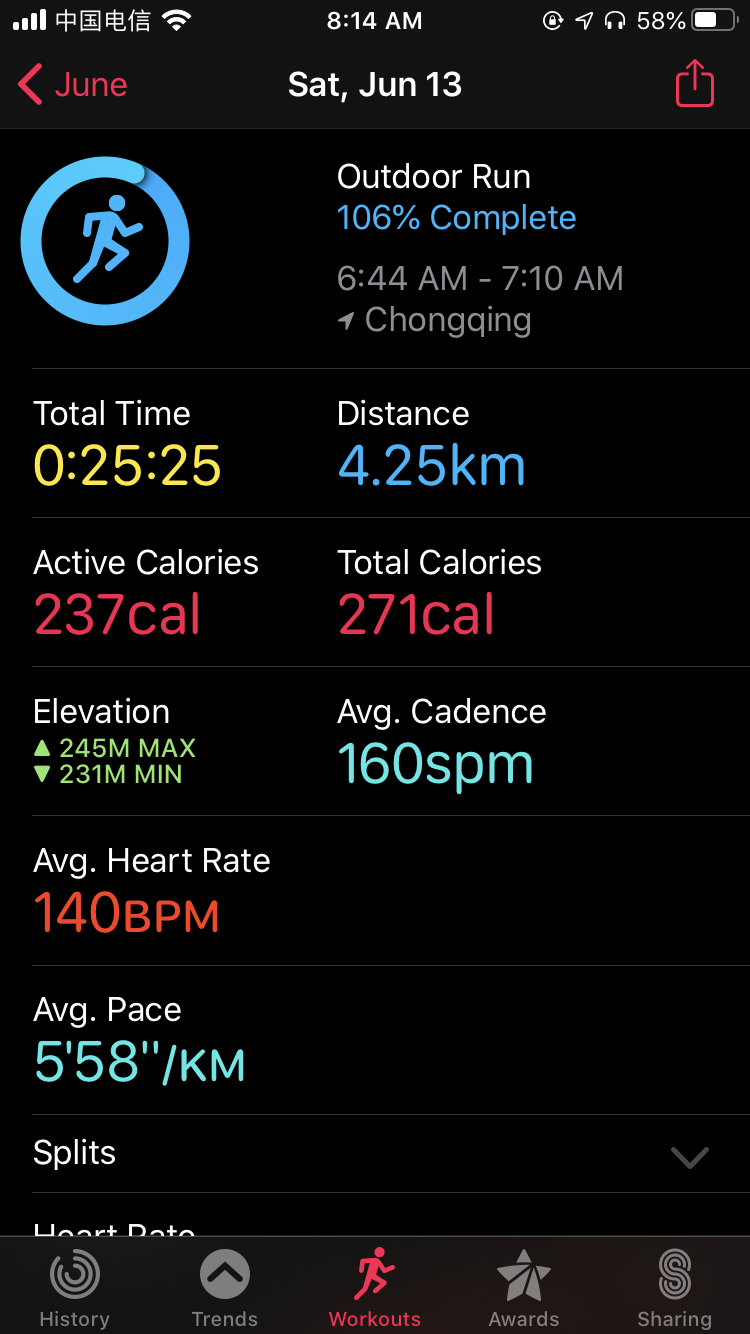 中国电信 8:14 AM 58%
June Sat, Jun 13
Outdoor Run
106% Complete
6:44 AM - 7:10 AM
Chongqing
Total Time Distance
0:25:25 4.25km
Active Calories Total Calories
237cal 271cal
Elevation Avg. Cadence
▲ 245M MAX
▼ 231M MIN
160spm
Avg. Heart Rate
140BPM
Avg. Pace
5'58''/KM
Splits
Heart Rate
History Trends Workouts Awards Sharing